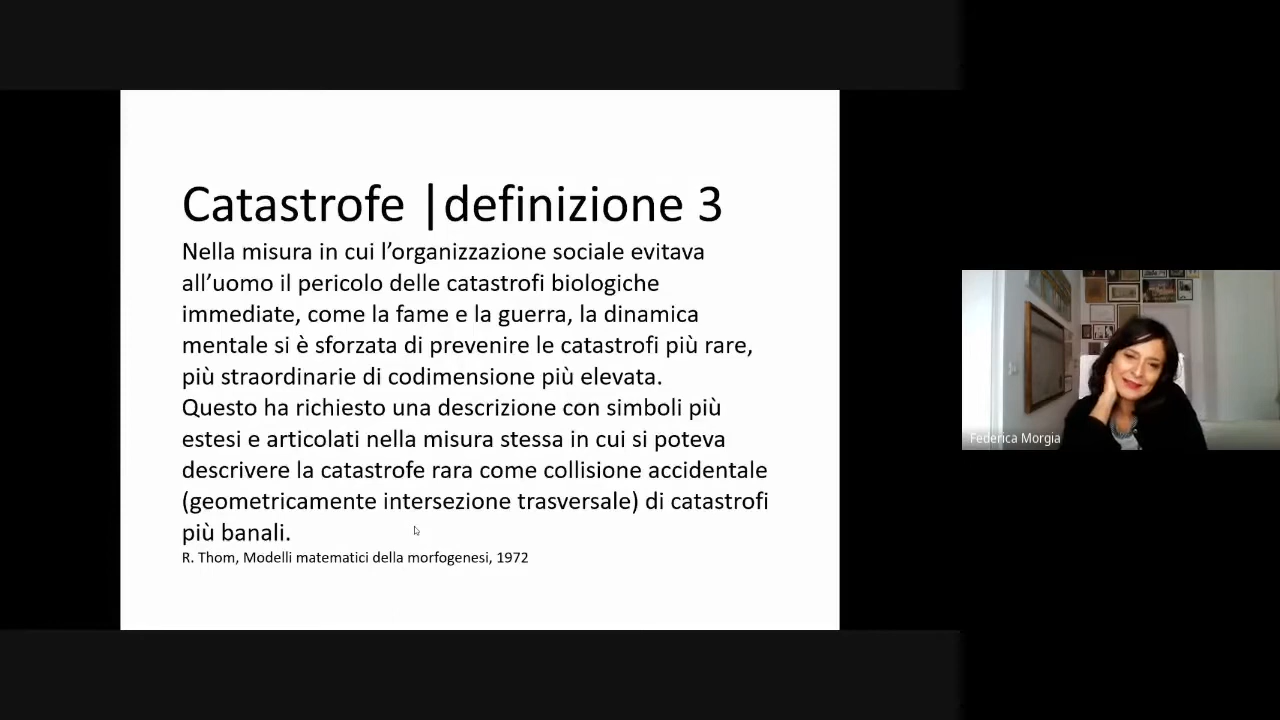 Catastrofe |definizione 3
Nella misura in cui l’organizzazione sociale evitava
all’uomo il pericolo delle catastrofi biologiche
immediate, come la fame e la guerra, la dinamica
mentale si è sforzata di prevenire le catastrofi più rare,
più straordinarie di codimensione più elevata.
Questo ha richiesto una descrizione con simboli più
estesi e articolati nella misura stessa in cui si poteva
descrivere la catastrofe rara come collisione accidentale
(geometricamente intersezione trasversale) di catastrofi
più banali.
R. Thom, Modelli matematici della morfogenesi, 1972
Federica Morgia